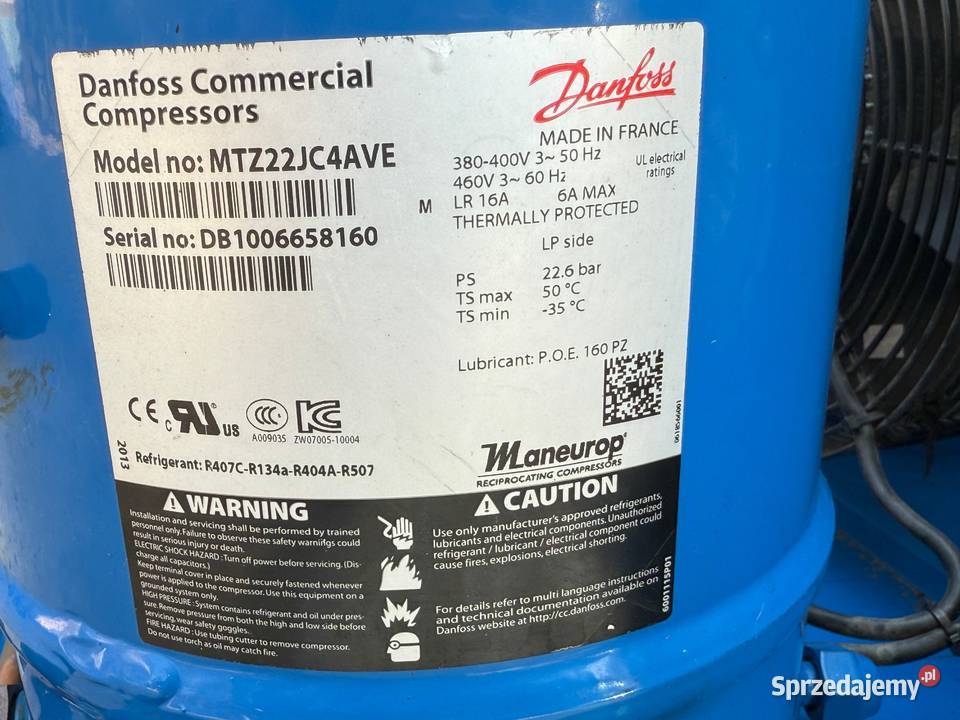 Danfoss Commercial
Compressors
Danfoss
MADE IN FRANCE
Model no: MTZ22JC4AVE
380-400V 3~ 50 Hz
UL electrical
ratings
460V 3~ 60 Hz
M
LR 16A 6A MAX
THERMALLY PROTECTED
Serial no: DB1006658160
LP side
PS 22.6 bar
TS max 50 °C
TS min -35 °C
Lubricant: P.O.E. 160 PZ
CE
c RU US
CCC
A009035
KC
ZW07005-10004
2013
Refrigerant: R407C-R134a-R404A-R507
Maneurop
RECIPROCATING COMPRESSORS
WARNING
Installation and servicing shall be performed by trained
personnel only. Failure to observe these safety warnings could
result in serious injury or death.
ELECTRIC SHOCK HAZARD : Turn off power before servicing. (Dis-
charge all capacitors.)
Keep terminal cover in place and securely fastened whenever
power is applied to the compressor. Use this equipment on a
grounded system only.
HIGH PRESSURE : System contains refrigerant and oil under pres-
sure. Remove pressure from both the high and low side before
servicing, wear safety goggles.
FIRE HAZARD : Use tubing cutter to remove compressor.
Do not use torch as oil may catch fire.
CAUTION
Use only manufacturer's approved refrigerants,
lubricants and electrical components. Unauthorized
refrigerant / lubricant / electrical component could
cause fires, explosions, electrical shorting.
For details refer to multi language instructions
and technical documentation available on
Danfoss website at http://cc.danfoss.com.
6001115P01
Sprzedajemy.pl